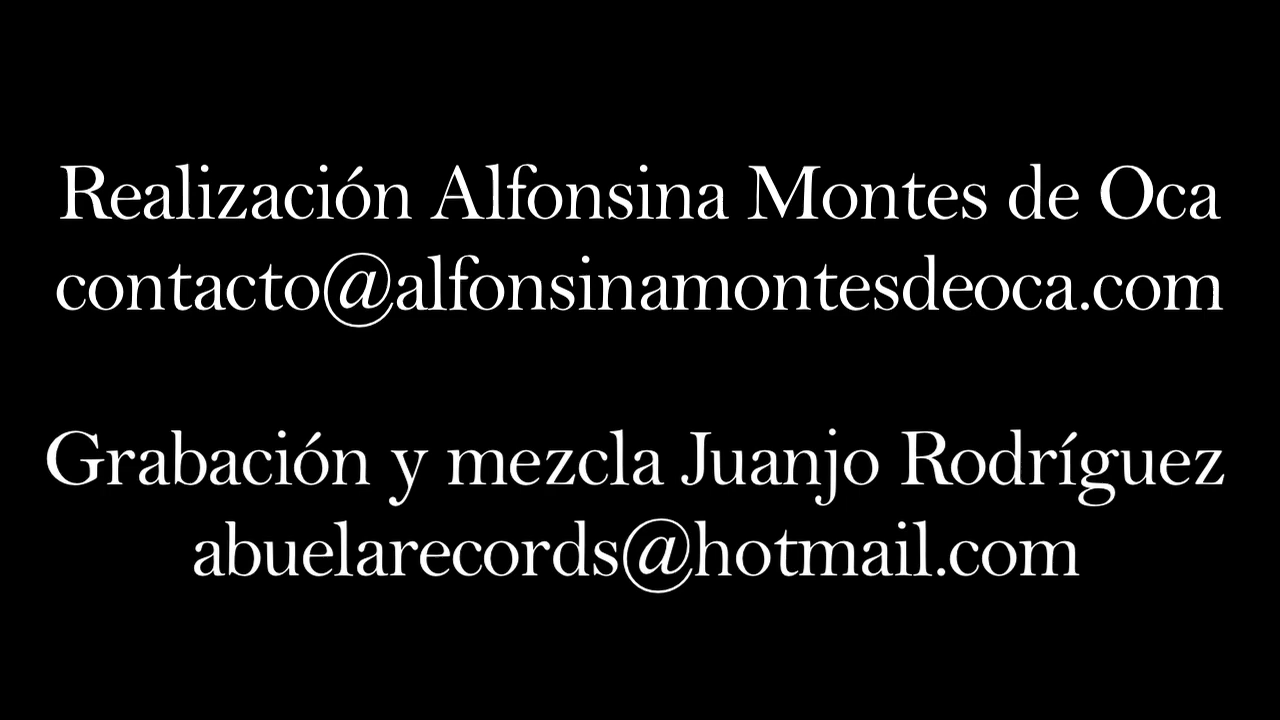 Realización Alfonsina Montes de Oca
contacto@alfonsinamontesdeoca.com
Grabación y mezcla Juanjo Rodríguez
abuelarecords@hotmail.com